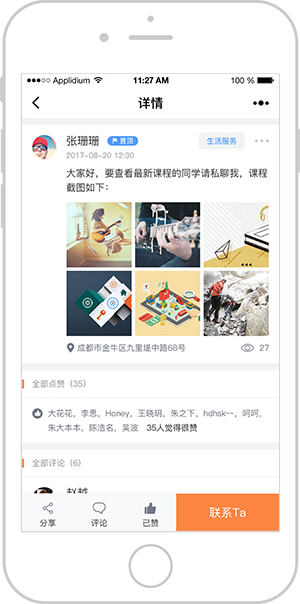 Applidium 11:27 AM 100 %
详情
张珊珊 置顶 生活服务
2017-08-20 12:30
大家好，要查看最新课程的同学请私聊我，课程
截图如下：
成都市金牛区九里堤中路68号 27
全部点赞 (35)
大花花，李思，Honey，王晓玥，朱之下，hdhsk~~，呵呵，
朱大本本，陈浩名，吴波 35人觉得很赞
全部评论 (6)
赵越
分享 评论 已赞 联系Ta